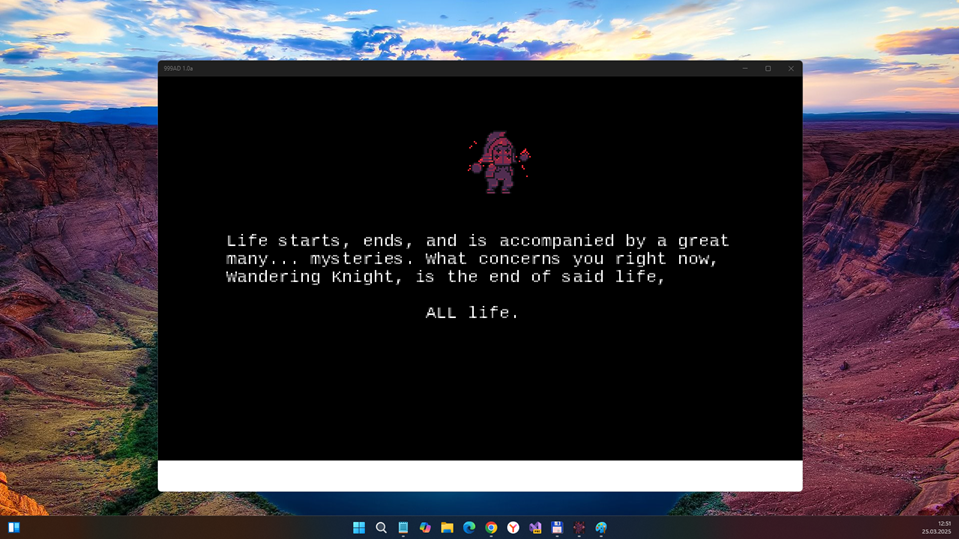 999AD 1.0a
Life starts, ends, and is accompanied by a great
many... mysteries. What concerns you right now,
Wandering Knight, is the end of said life,
ALL life.
12:51
25.03.2025